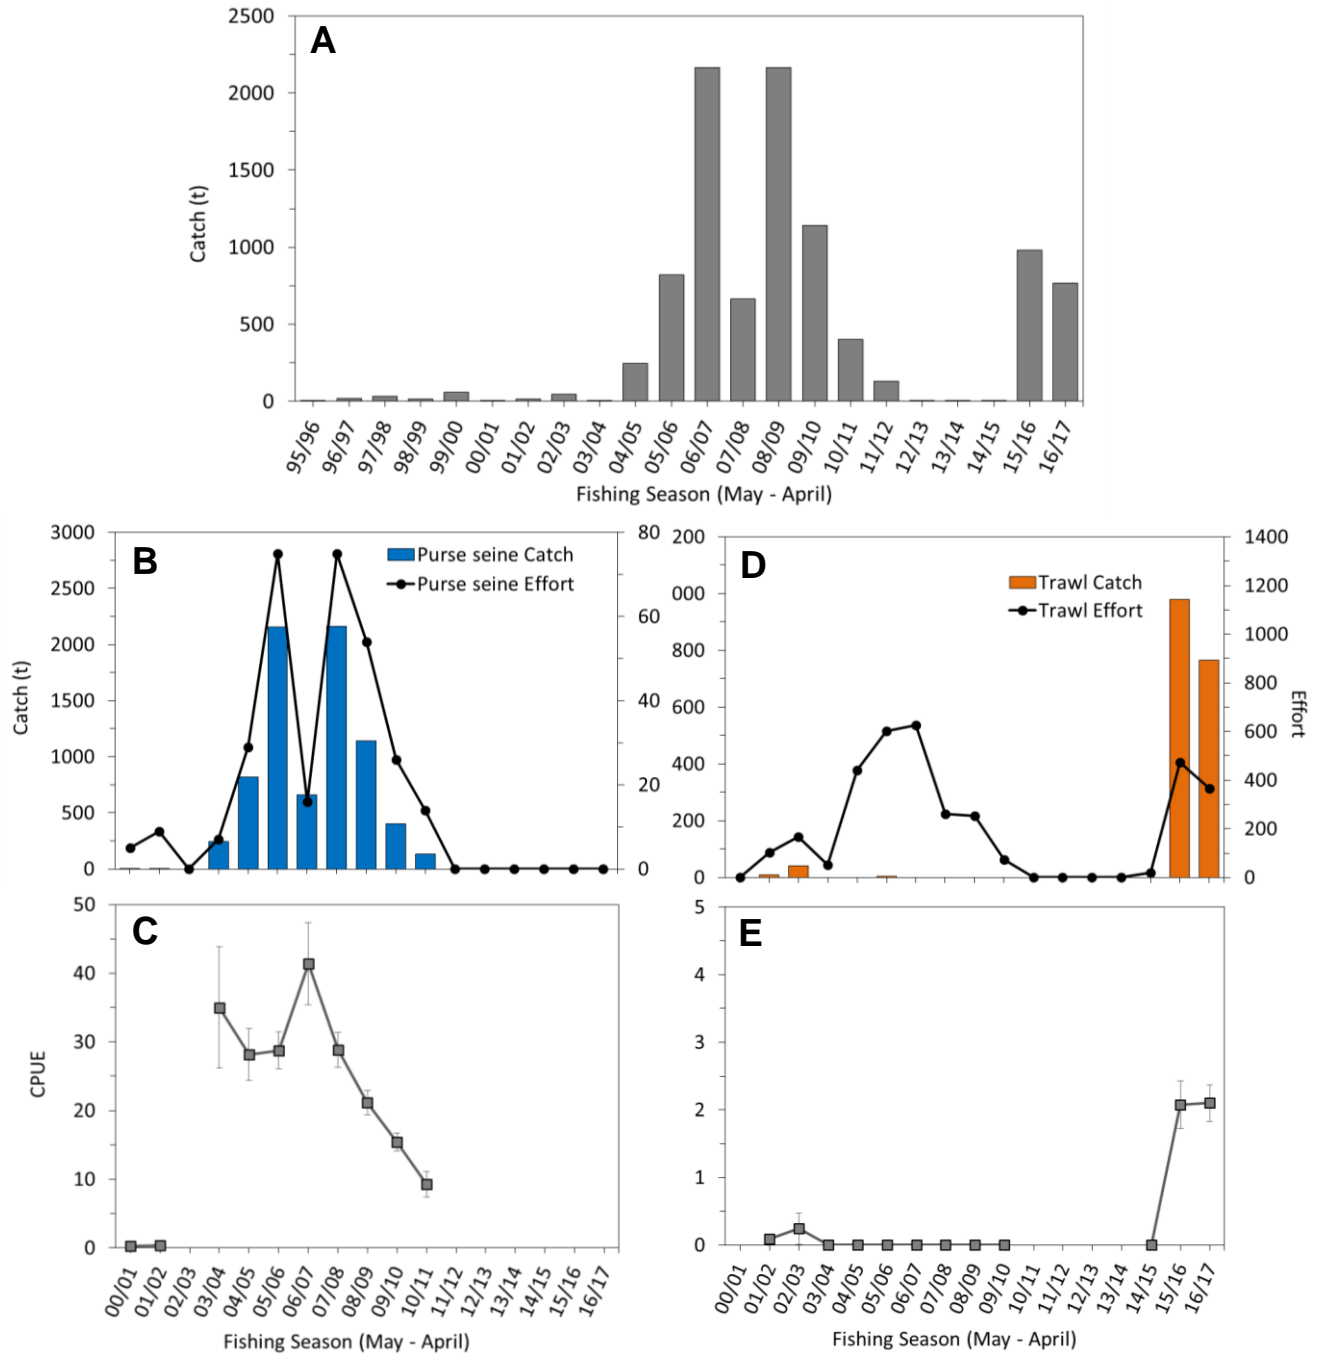 A
2500
2000
1500
1000
500
0
Catch (t)
95/96 96/97 97/98 98/99 99/00 00/01 01/02 02/03 03/04 04/05 05/06 06/07 07/08 08/09 09/10 10/11 11/12 12/13 13/14 14/15 15/16 16/17
Fishing Season (May - April)
B
3000
2500
2000
1500
1000
500
0
Catch (t)
Purse seine Catch
Purse seine Effort
80
60
40
20
0
D
200
000
800
600
400
200
0
Trawl Catch
Trawl Effort
1400
1200
1000
800
600
400
200
0
Effort
C
50
40
30
20
10
0
CPUE
00/01 01/02 02/03 03/04 04/05 05/06 06/07 07/08 08/09 09/10 10/11 11/12 12/13 13/14 14/15 15/16 16/17
Fishing Season (May - April)
E
5
4
3
2
1
0
00/01 01/02 02/03 03/04 04/05 05/06 06/07 07/08 08/09 09/10 10/11 11/12 12/13 13/14 14/15 15/16 16/17
Fishing Season (May - April)